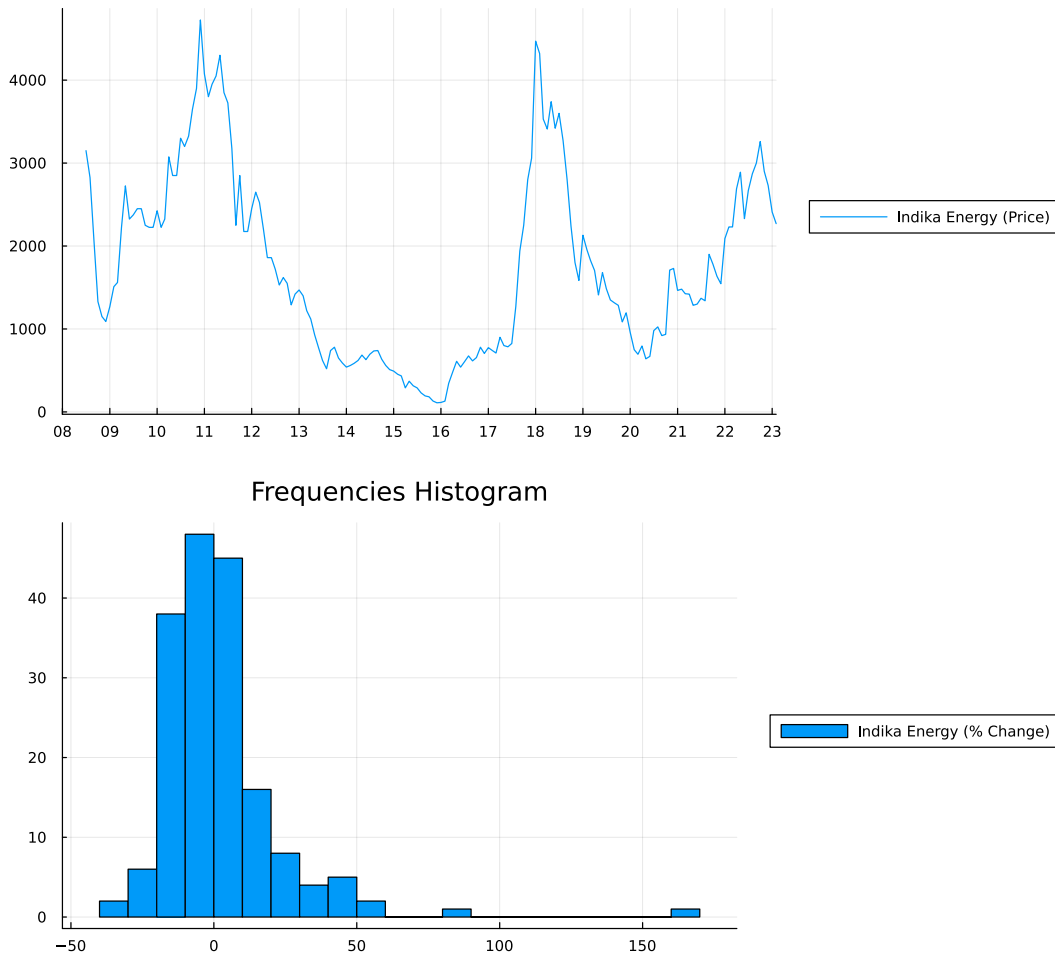 4000
3000
2000
1000
0
08 09 10 11 12 13 14 15 16 17 18 19 20 21 22 23
Indika Energy (Price)
Frequencies Histogram
40
30
20
10
0
−50 0 50 100 150
Indika Energy (% Change)